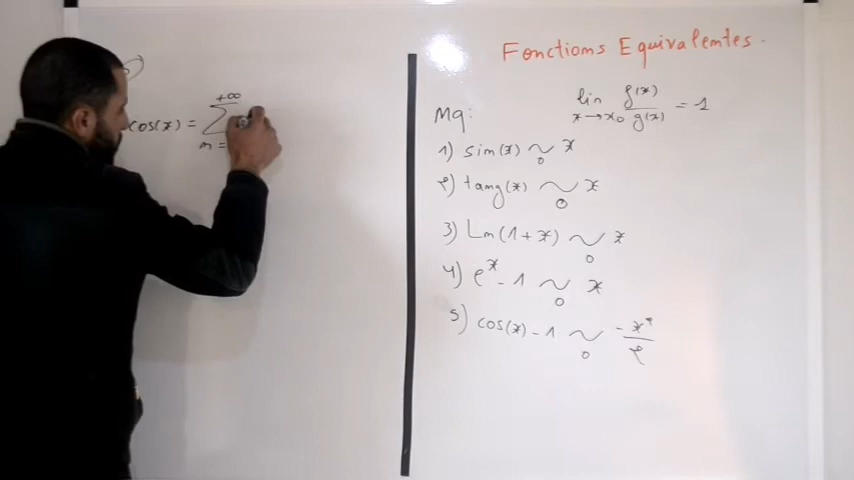 cos(x) = +∞ ∑ n =
Fonctions Equivalentes.
Mq: lim x→x0 f(x)/g(x) = 1
1) sin(x) ~ 0 x
2) tang(x) ~ 0 x
3) Ln(1+x) ~ 0 x
4) e^x - 1 ~ 0 x
5) cos(x) - 1 ~ 0 -x^2/2